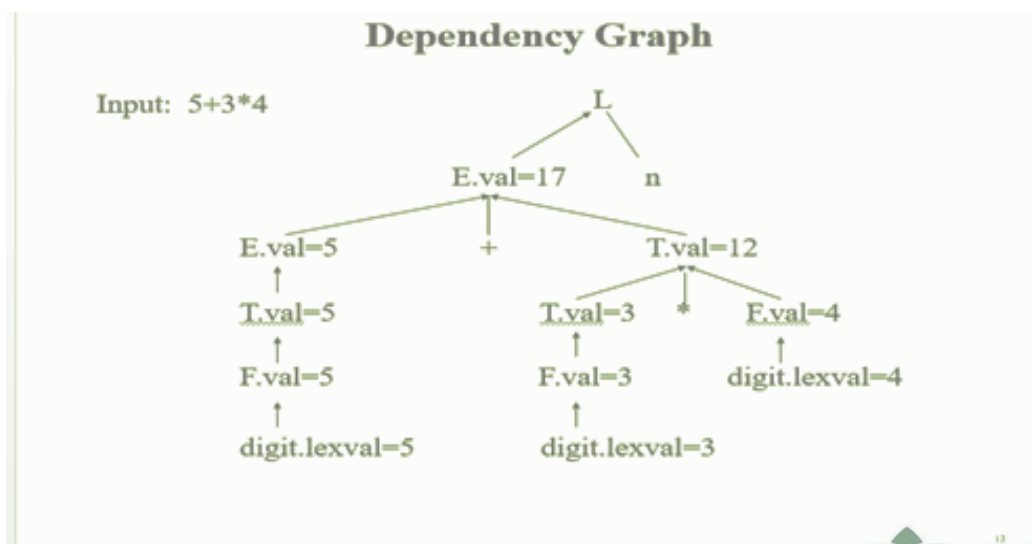 Dependency Graph
Input: 5+3*4
L
E.val=17 n
E.val=5 + T.val=12
T.val=5 T.val=3 * F.val=4
F.val=5 F.val=3 digit.lexval=4
digit.lexval=5 digit.lexval=3